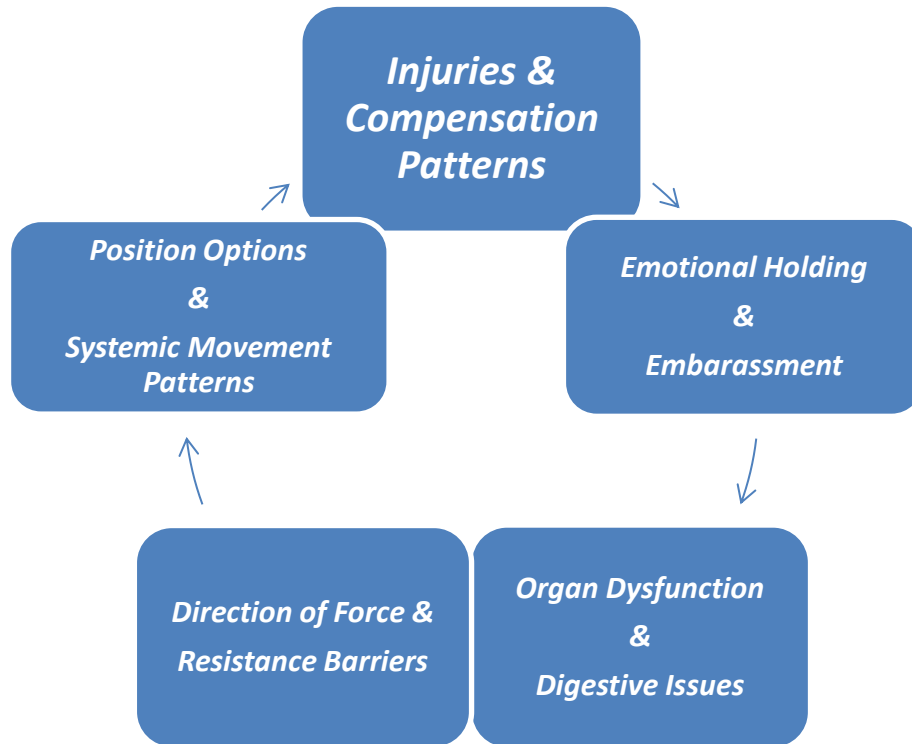 Injuries &
Compensation
Patterns
Position Options
&
Systemic Movement
Patterns
Emotional Holding
&
Embarassment
Direction of Force &
Resistance Barriers
Organ Dysfunction
&
Digestive Issues